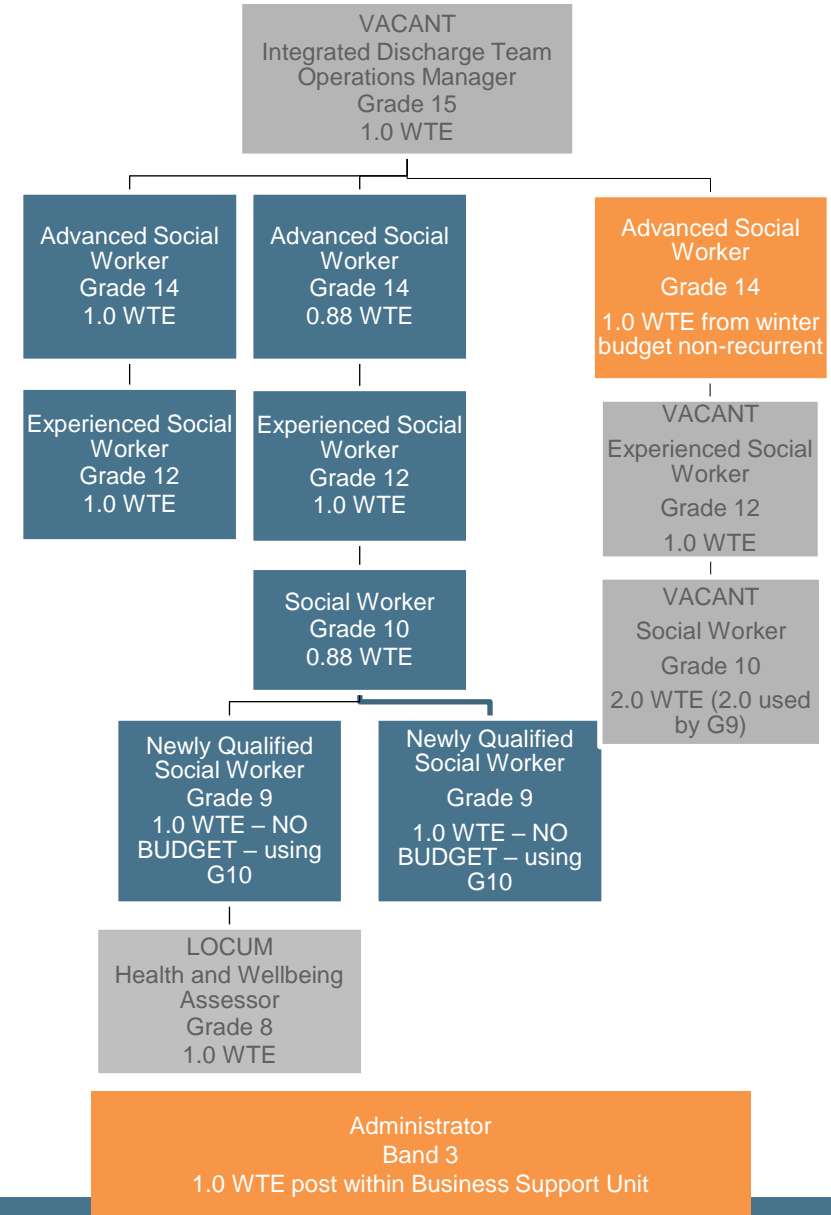 VACANT
Integrated Discharge Team
Operations Manager
Grade 15
1.0 WTE
Advanced Social
Worker
Grade 14
1.0 WTE
Advanced Social
Worker
Grade 14
0.88 WTE
Advanced Social
Worker
Grade 14
1.0 WTE from winter
budget non-recurrent
Experienced Social
Worker
Grade 12
1.0 WTE
Experienced Social
Worker
Grade 12
1.0 WTE
VACANT
Experienced Social
Worker
Grade 12
1.0 WTE
Social Worker
Grade 10
0.88 WTE
VACANT
Social Worker
Grade 10
2.0 WTE (2.0 used
by G9)
Newly Qualified
Social Worker
Grade 9
1.0 WTE – NO
BUDGET – using
G10
Newly Qualified
Social Worker
Grade 9
1.0 WTE – NO
BUDGET – using
G10
LOCUM
Health and Wellbeing
Assessor
Grade 8
1.0 WTE
Administrator
Band 3
1.0 WTE post within Business Support Unit